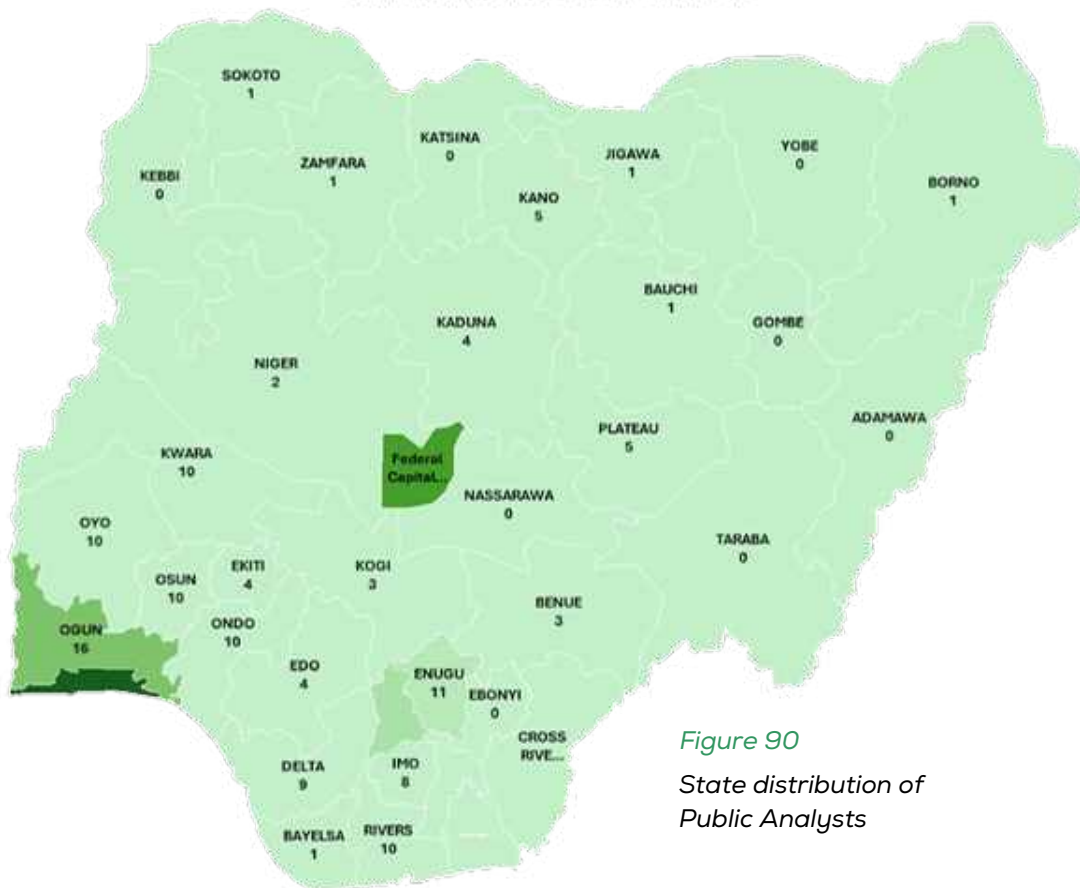 SOKOTO
1
KATSINA
0
YOBE
0
JIGAWA
1
ZAMFARA
1
KEBBI
0
BORNO
1
KANO
5
BAUCHI
1
KADUNA
4
GOMBE
0
NIGER
2
ADAMAWA
0
PLATEAU
5
KWARA
10
Federal
Capital...
NASSARAWA
0
OYO
10
TARABA
0
EKITI
4
KOGI
3
OSUN
10
BENUE
3
ONDO
10
OGUN
16
EDO
4
ENUGU
11
EBONYI
0
CROSS
RIVE...
DELTA
9
IMO
8
BAYELSA
1
RIVERS
10
Figure 90
State distribution of
Public Analysts